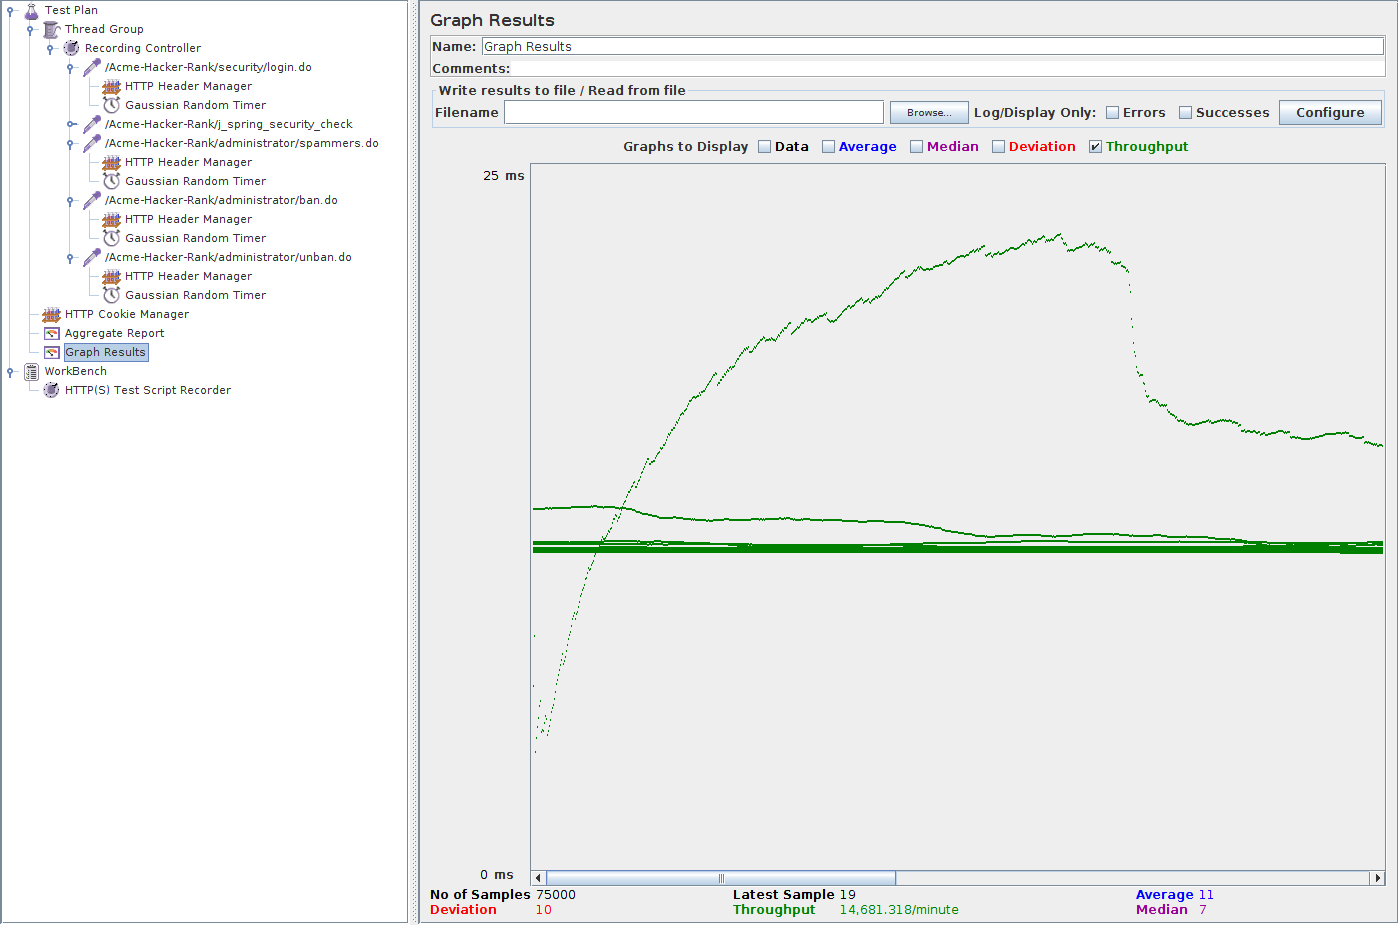 Test Plan
Thread Group
Recording Controller
/Acme-Hacker-Rank/security/login.do
HTTP Header Manager
Gaussian Random Timer
/Acme-Hacker-Rank/j_spring_security_check
/Acme-Hacker-Rank/administrator/spammers.do
HTTP Header Manager
Gaussian Random Timer
/Acme-Hacker-Rank/administrator/ban.do
HTTP Header Manager
Gaussian Random Timer
/Acme-Hacker-Rank/administrator/unban.do
HTTP Header Manager
Gaussian Random Timer
HTTP Cookie Manager
Aggregate Report
Graph Results
WorkBench
HTTP(S) Test Script Recorder
Graph Results
Name: Graph Results
Comments:
Write results to file / Read from file
Filename Browse... Log/Display Only: Errors Successes Configure
Graphs to Display Data Average Median Deviation Throughput
25 ms
0 ms
No of Samples 75000 Latest Sample 19 Average 11
Deviation 10 Throughput 14,681.318/minute Median 7